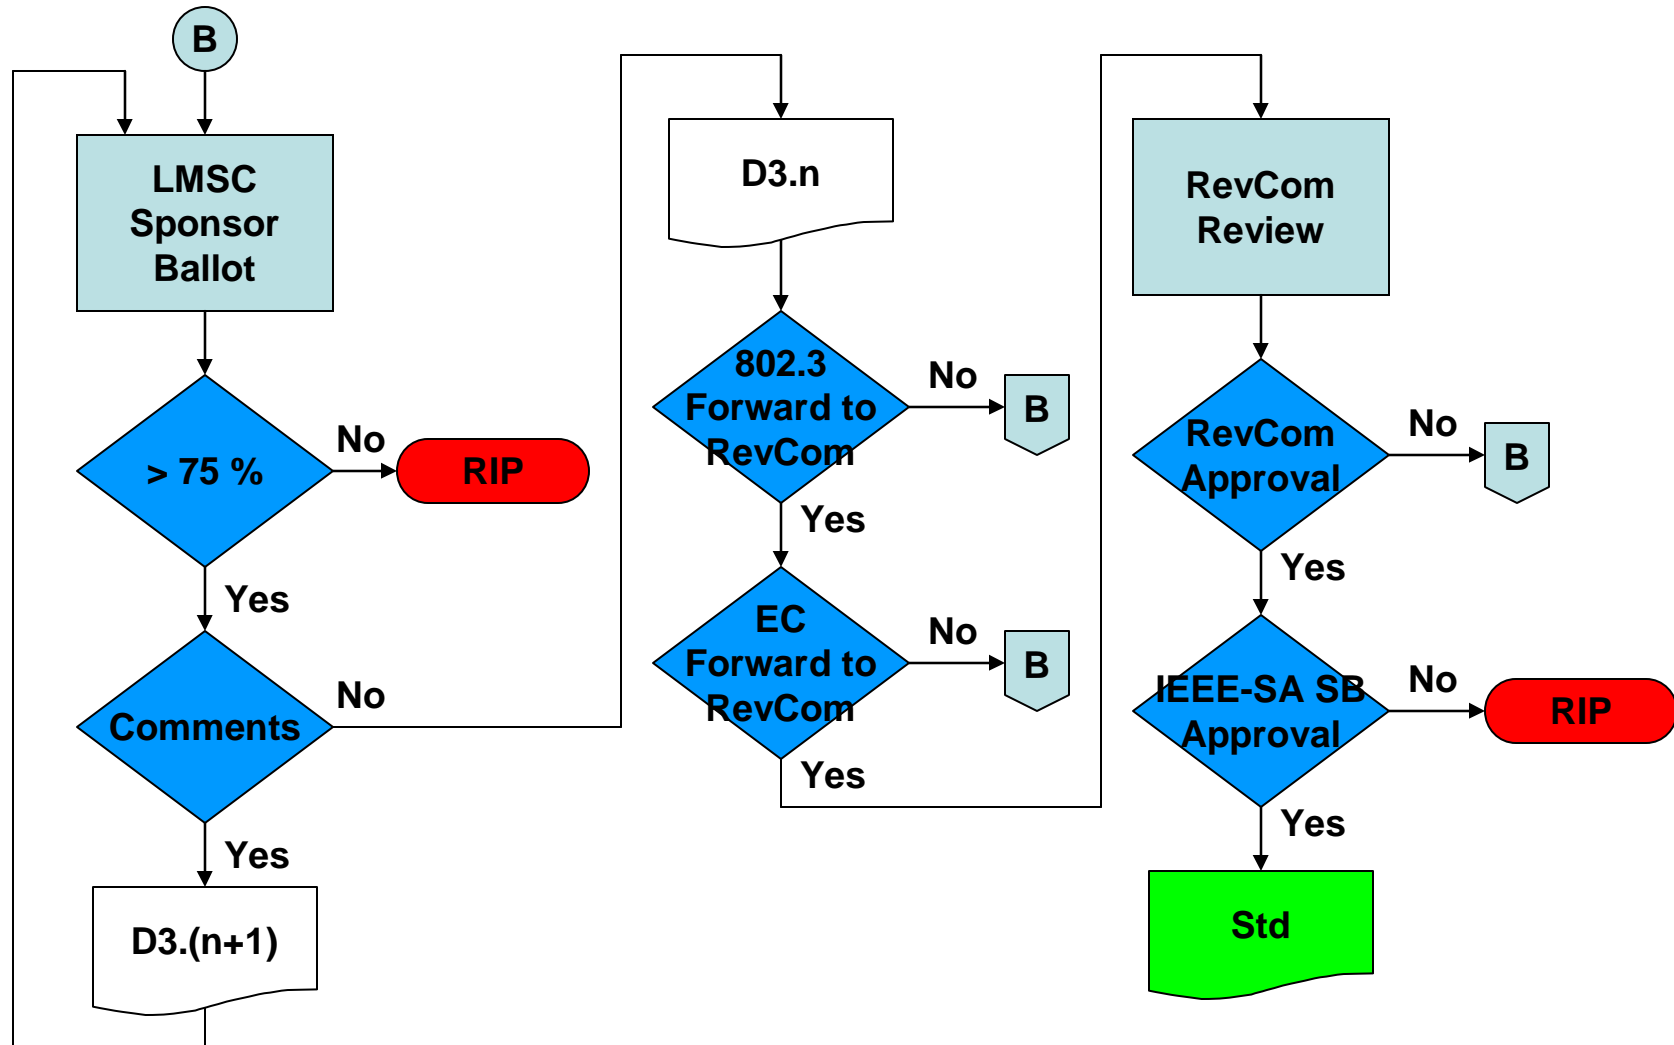 B
LMSC
Sponsor
Ballot
> 75 %
No
RIP
Yes
Comments
No
Yes
D3.(n+1)
D3.n
802.3
Forward to
RevCom
No
B
Yes
EC
Forward to
RevCom
No
B
Yes
RevCom
Review
RevCom
Approval
No
B
Yes
IEEE-SA SB
Approval
No
RIP
Yes
Std